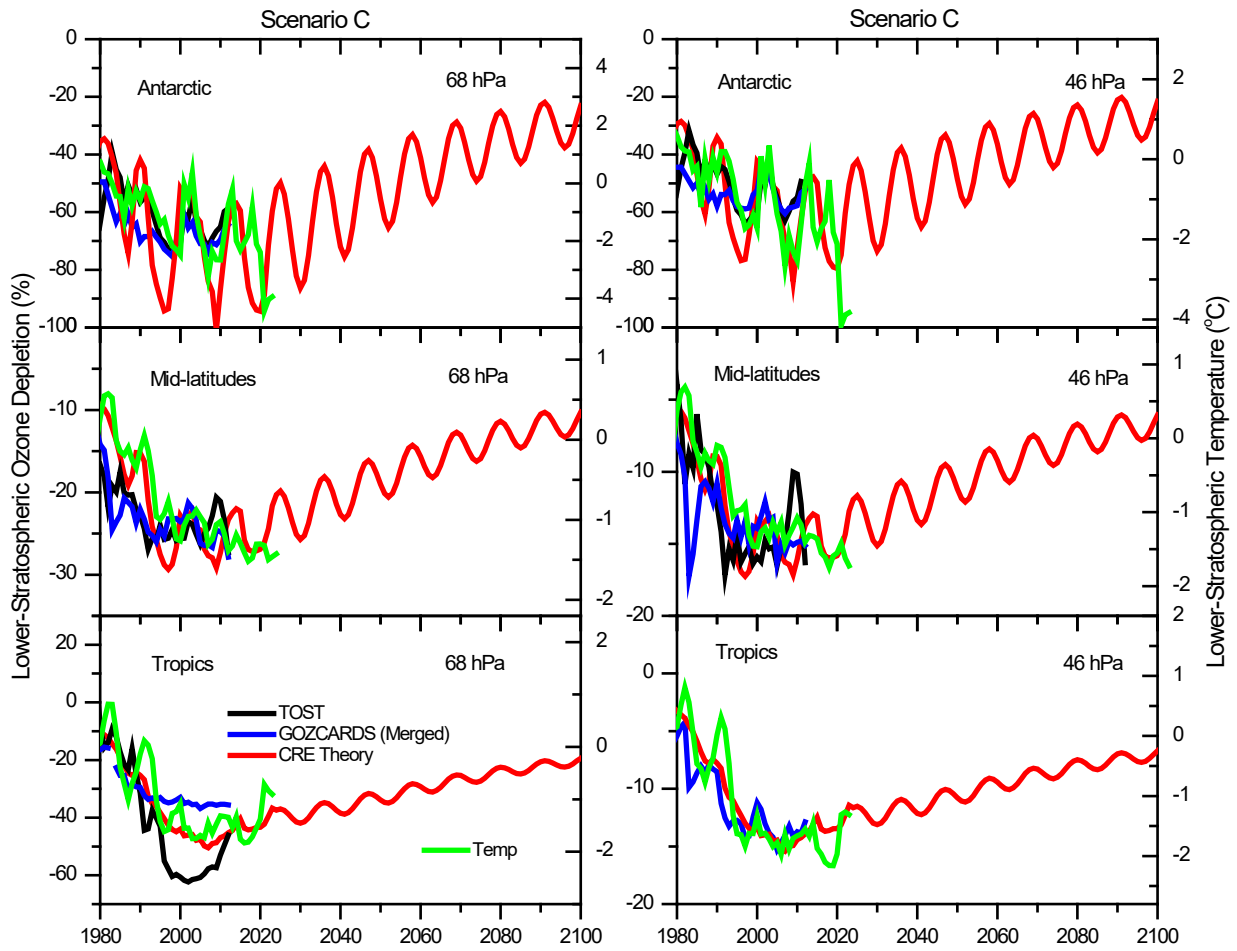 Scenario C
Scenario C
Lower-Stratospheric Ozone Depletion (%)
Lower-Stratospheric Temperature (°C)
0
-20
-40
-60
-80
-100
Antarctic
68 hPa
4
2
0
-2
-4
0
-20
-40
-60
-80
-100
Antarctic
46 hPa
2
0
-2
-4
-10
-20
-30
Mid-latitudes
68 hPa
1
0
-1
-2
-10
-20
Mid-latitudes
46 hPa
1
0
-1
-2
20
0
-20
-40
-60
Tropics
68 hPa
TOST
GOZCARDS (Merged)
CRE Theory
Temp
2
0
-2
0
-10
-20
Tropics
46 hPa
2
1
0
-1
-2
1980 2000 2020 2040 2060 2080 2100
1980 2000 2020 2040 2060 2080 2100